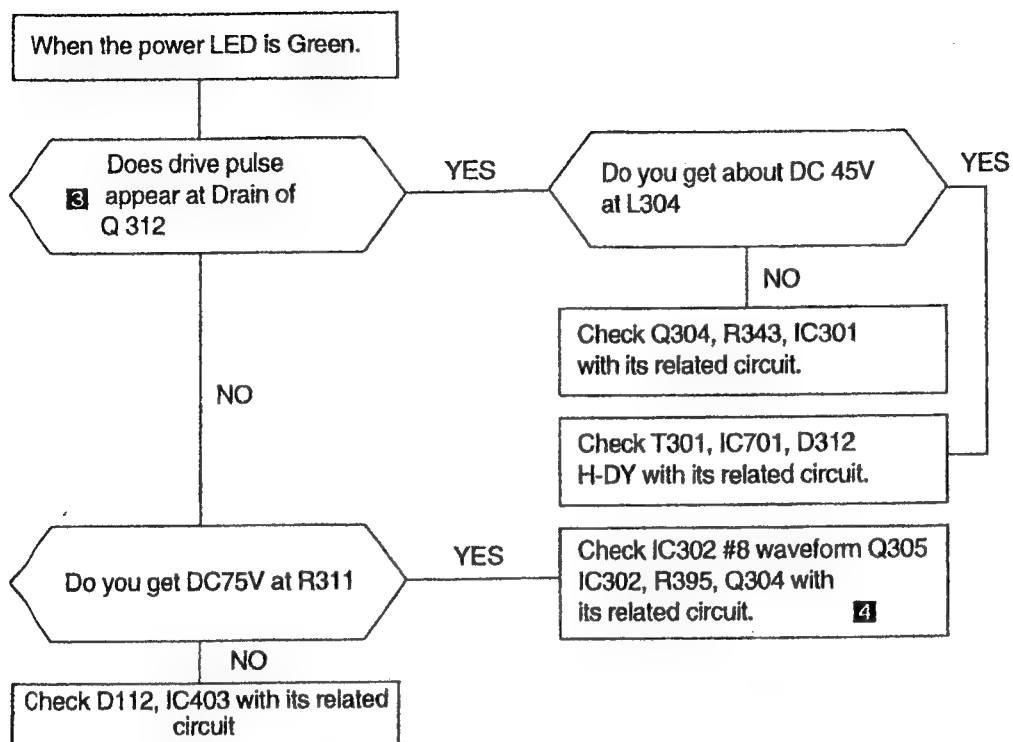 When the power LED is Green.
Does drive pulse
3 appear at Drain of
Q 312
YES
Do you get about DC 45V
at L304
YES
NO
Check Q304, R343, IC301
with its related circuit.
NO
Check T301, IC701, D312
H-DY with its related circuit.
Do you get DC75V at R311
YES
Check IC302 #8 waveform Q305
IC302, R395, Q304 with
its related circuit. 4
NO
Check D112, IC403 with its related
circuit